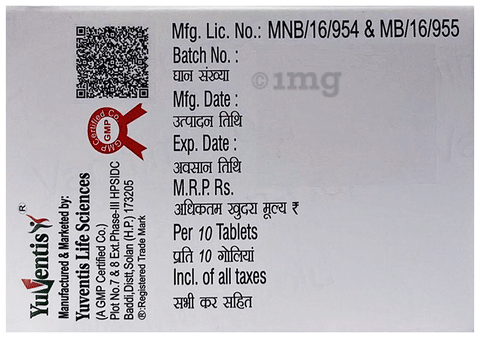 Mfg. Lic. No.: MNB/16/954 & MB/16/955
Batch No. :
घान संख्या
Mfg. Date :
उत्पादन तिथि
Exp. Date :
अवसान तिथि
M.R.P. Rs.
अधिकतम खुदरा मूल्य ₹
Per 10 Tablets
प्रति 10 गोलियां
Incl. of all taxes
सभी कर सहित
©1mg
Certified Co.
GMP
YuVentis ®
Manufactured & Marketed by:
Yuventis Life Sciences
(A GMP Certified Co.)
Plot No.7 & 8 Ext.Phase-III HPSIDC
Baddi,Distt.Solan (H.P.) 173205
®:Registered Trade Mark